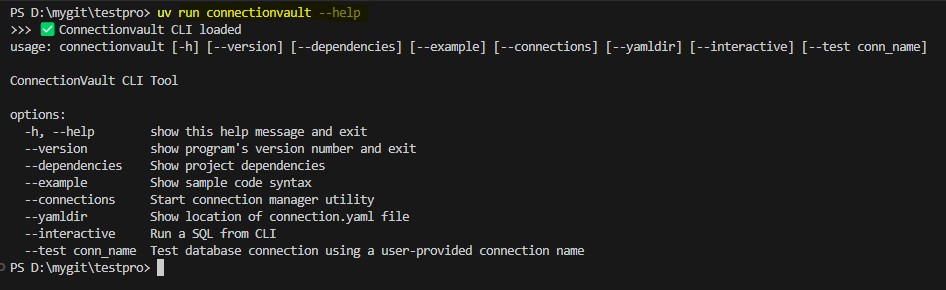 PS D:\mygit\testpro> uv run connectionvault --help
>>> ✅ Connectionvault CLI loaded
usage: connectionvault [-h] [--version] [--dependencies] [--example] [--connections] [--yamldir] [--interactive] [--test conn_name]
ConnectionVault CLI Tool
options:
-h, --help show this help message and exit
--version show program's version number and exit
--dependencies Show project dependencies
--example Show sample code syntax
--connections Start connection manager utility
--yamldir Show location of connection.yaml file
--interactive Run a SQL from CLI
--test conn_name Test database connection using a user-provided connection name
PS D:\mygit\testpro>